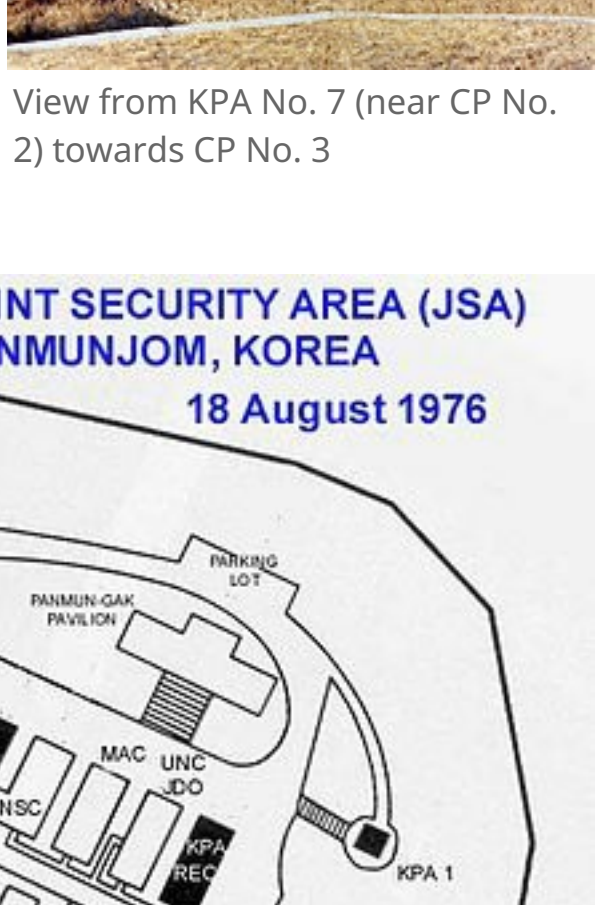 View from KPA No. 7 (near CP No.
2) towards CP No. 3
INT SECURITY AREA (JSA)
NMUNJOM, KOREA
18 August 1976
PARKING
LOT
PANMUN-GAK
PAVILION
MAC
UNC
JDO
NSC
KPA
REC
KPA 1